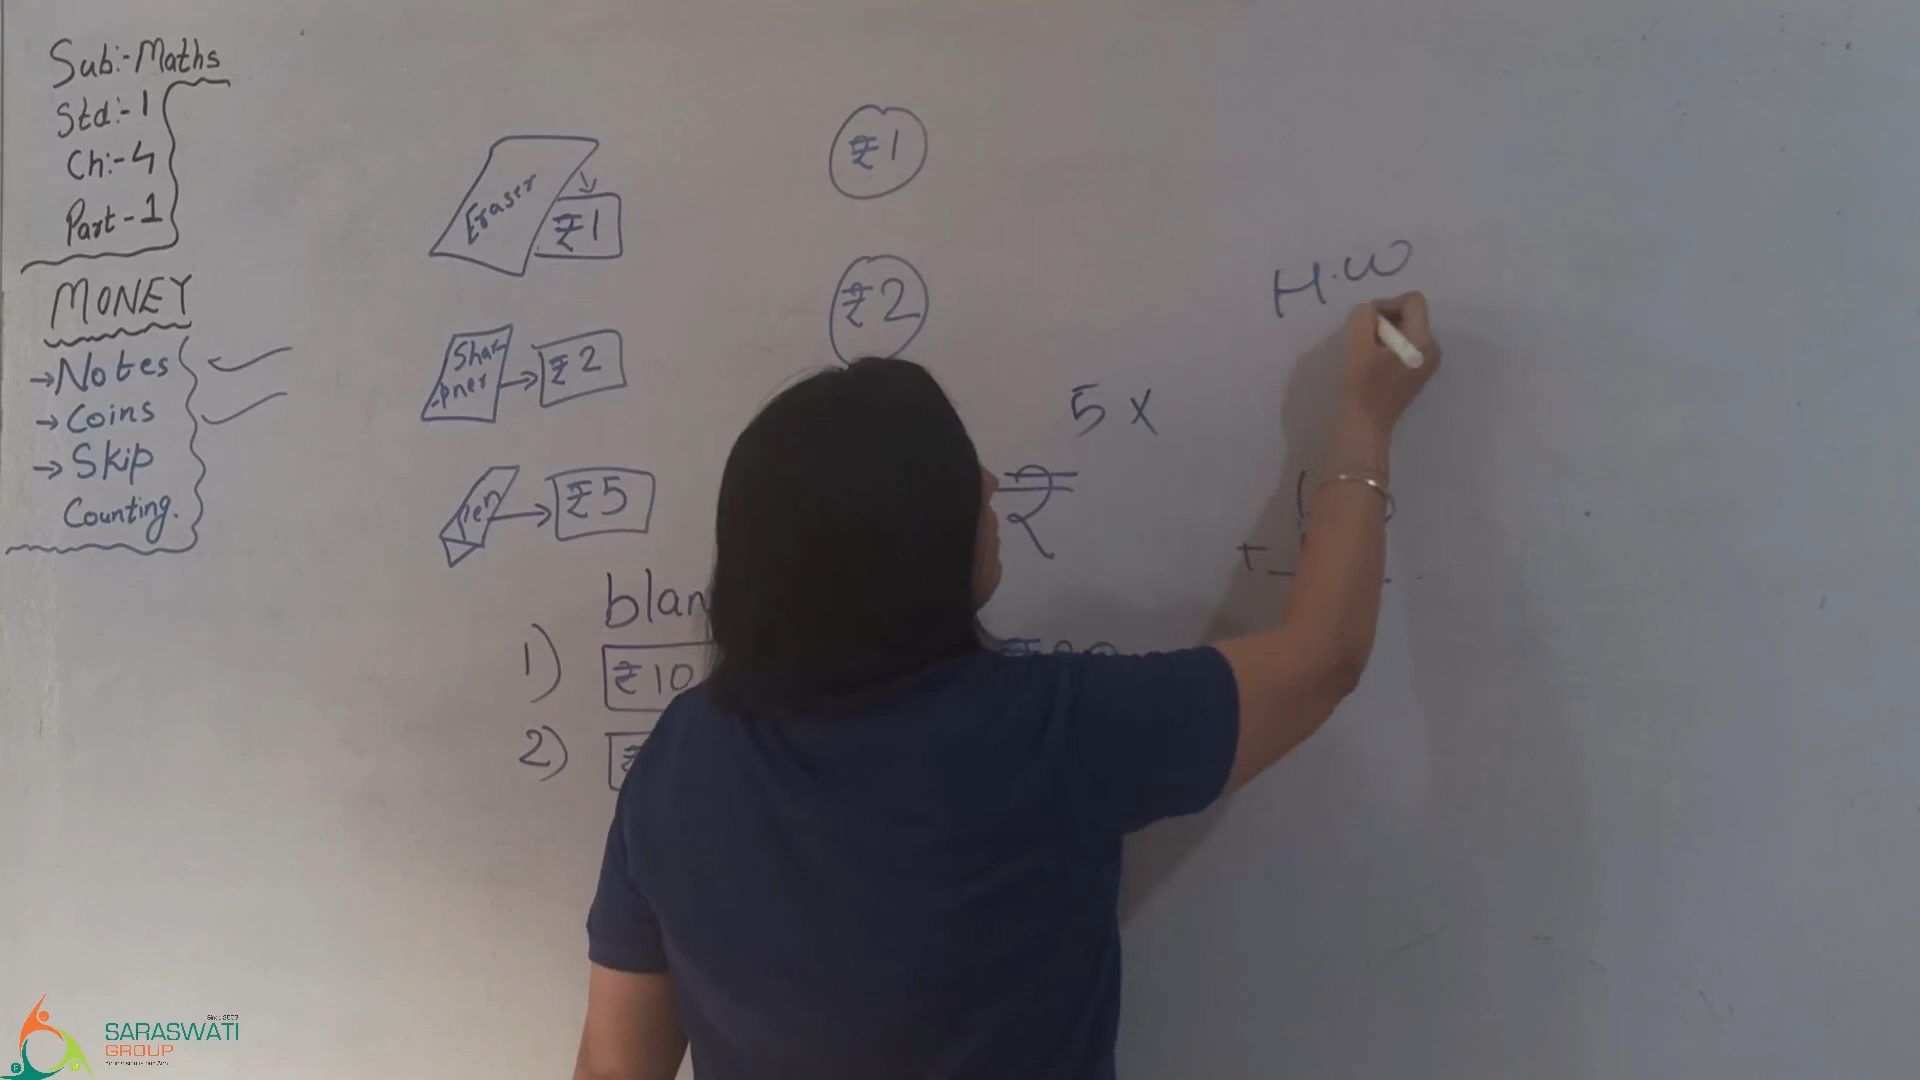 Sub:- Maths
Std:- 1
Ch:- 4
Part - 1
MONEY
→ Notes
→ Coins
→ Skip
Counting.
Eraser
₹1
Shar-
-pner → ₹2
Pen → ₹5
₹1
₹2
5 x
₹
H.W
1) ₹10
2)
SARASWATI
GROUP